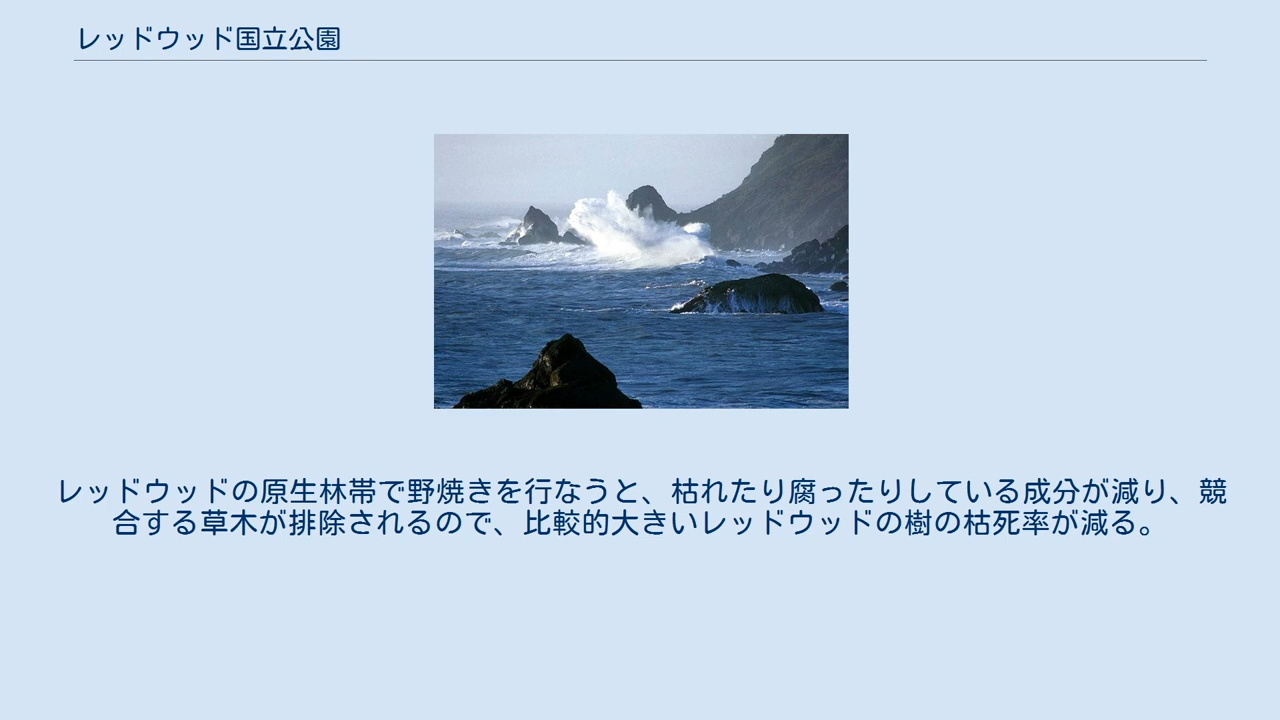 レッドウッド国立公園
レッドウッドの原生林帯で野焼きを行なうと、枯れたり腐ったりしている成分が減り、競
合する草木が排除されるので、比較的大きいレッドウッドの樹の枯死率が減る。